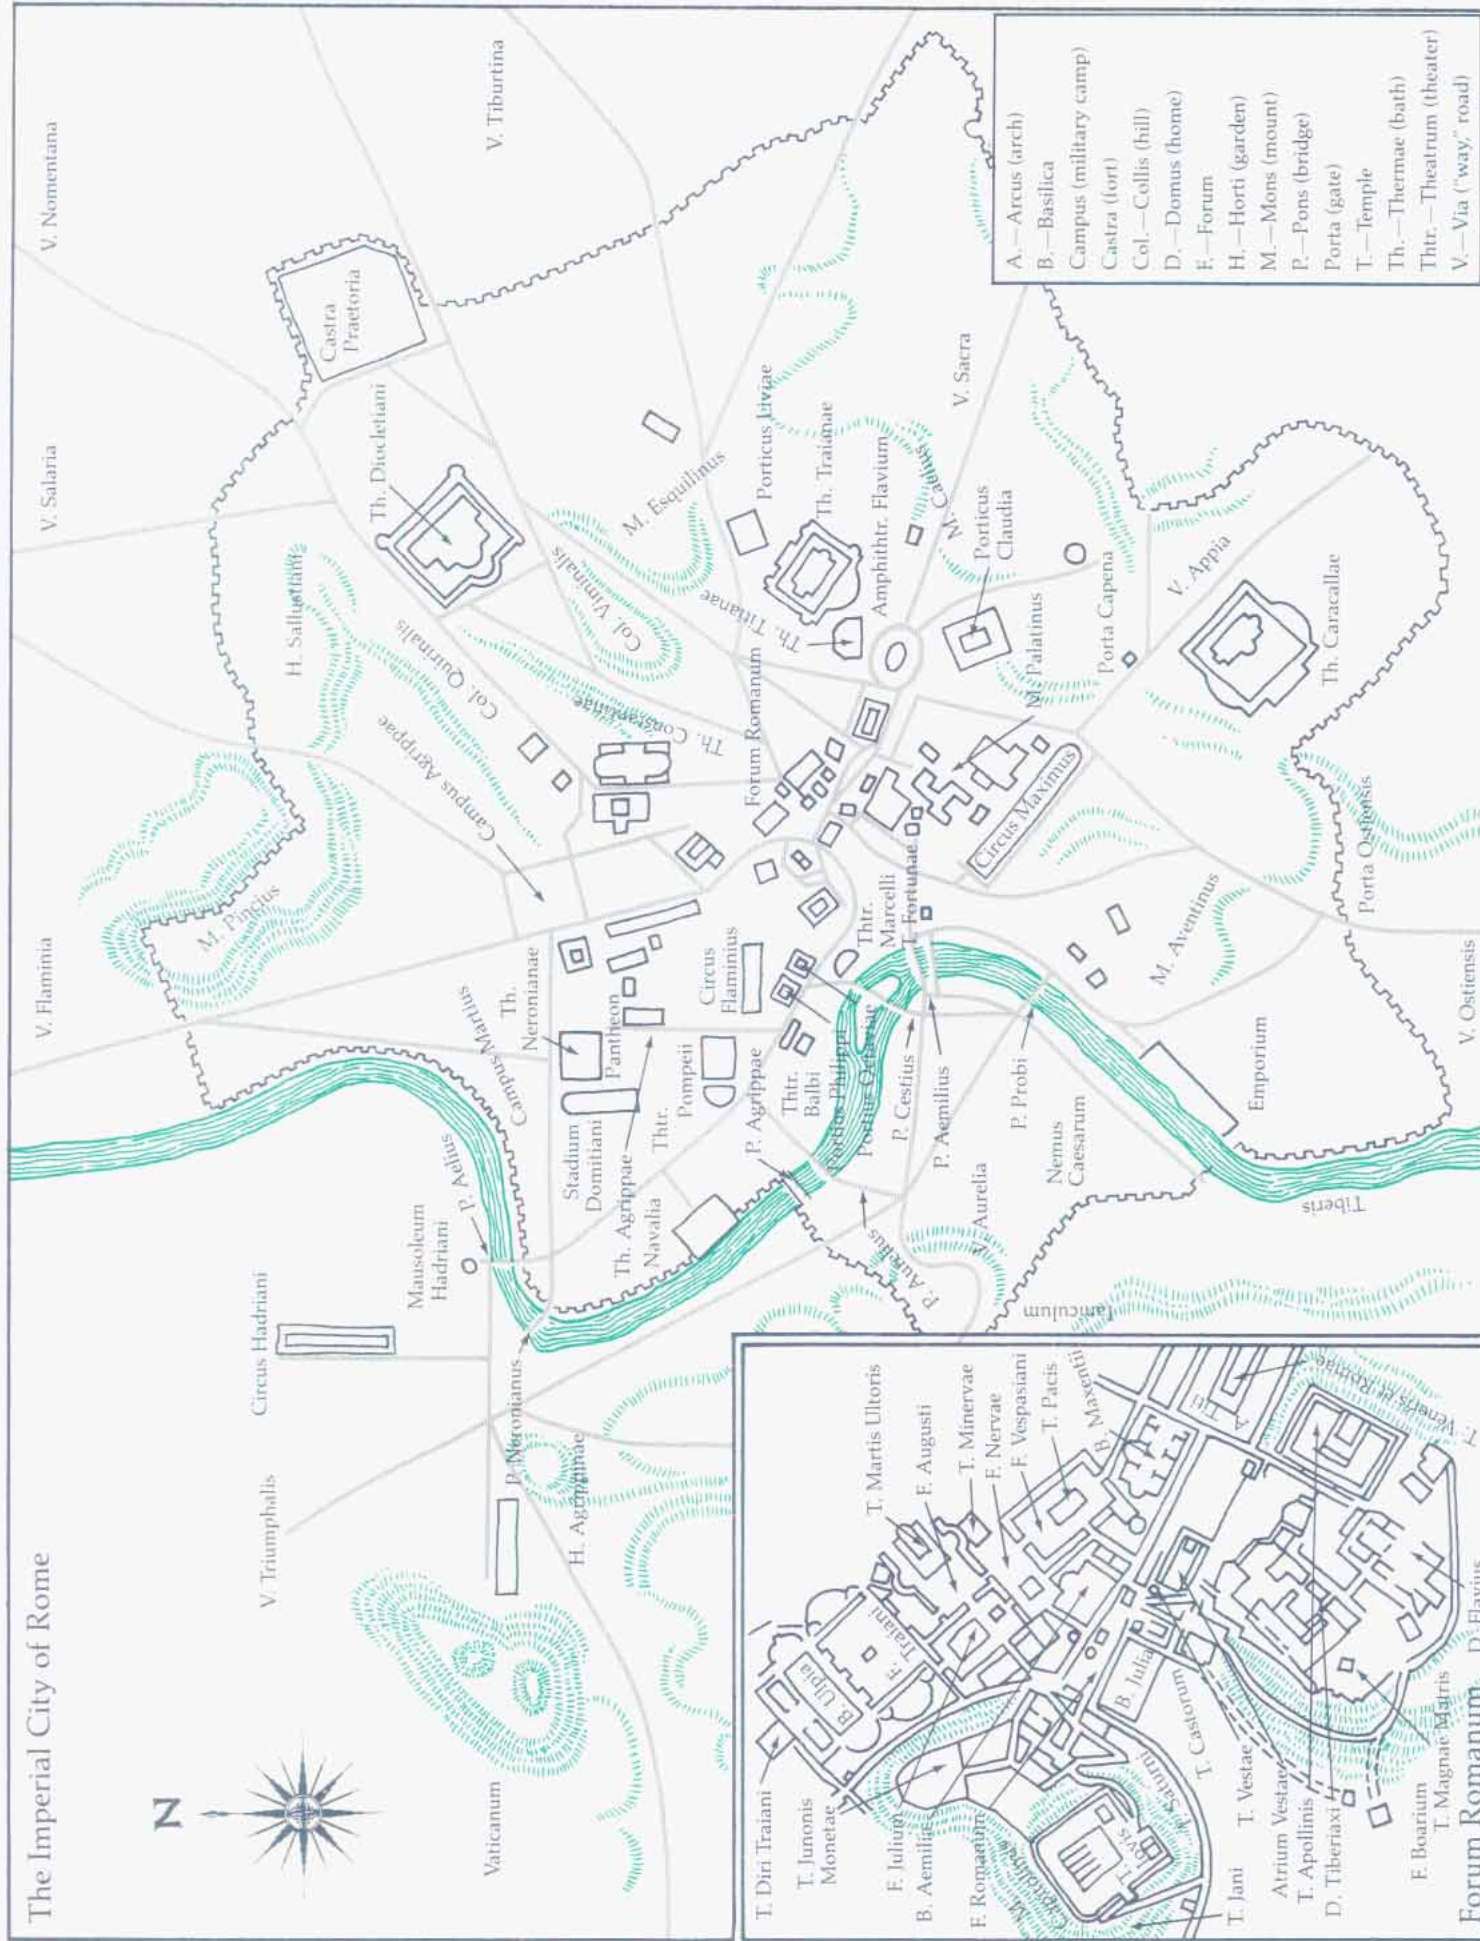 The Imperial City of Rome
N
V. Triumphalis
Circus Hadriani
V. Flaminia
V. Salaria
V. Nomentana
V. Tiburtina
Castra
Praetoria
Th. Diocletiani
H. Sallustiani
M. Pincius
Col. Quirinalis
Campus Agrippae
Col. Viminalis
M. Esquilinus
Th. Constantinae
Porticus Liviae
Th. Traianae
Th. Titianae
Amphithtr. Flavium
Forum Romanum
M. Caelius
V. Sacra
Porticus
Claudia
M. Palatinus
Porta Capena
V. Appia
Th. Caracallae
Circus Maximus
Mausoleum
Hadriani
P. Aelius
Campus Martius
Th.
Neronianae
Stadium
Domitiani
Pantheon
Th. Agrippae
Navalia
Thtr.
Pompeii
Circus
Flaminius
P. Agrippae
Thtr.
Balbi
Portius Philippi
Portius Octaviae
Thtr.
Marcelli
T. Fortunae
P. Cestius
P. Aemilius
P. Probi
M. Aventinus
Porta Ostiensis
V. Ostiensis
Emporium
Nemus
Caesarum
Tiberis
P. Aurelius
V. Aurelia
Ianiculum
P. Neronianus
H. Agrippinae
Vaticanum
A.—Arcus (arch)
B.—Basilica
Campus (military camp)
Castra (fort)
Col.—Collis (hill)
D.—Domus (home)
F.—Forum
H.—Horti (garden)
M.—Mons (mount)
P.—Pons (bridge)
Porta (gate)
T.—Temple
Th.—Thermae (bath)
Thtr.—Theatrum (theater)
V.—Via ("way," road)
T. Diri Traiani
T. Junonis
Monetae
F. Julium
B. Aemilia
F. Romanum
M.
Capitolinus
T. Jovis
T. Jani
B. Ulpia
F. Traiani
T. Martis Ultoris
F. Augusti
T. Minervae
F. Nervae
F. Vespasiani
T. Pacis
B. Maxentii
A. Titi
Veneris et Romae
B. Julia
T. Saturni
T. Castorum
T. Vestae
Atrium Vestae
T. Apollinis
D. Tiberiaxi
F. Boarium
T. Magnae Matris
D. Flavius
Forum Romanum